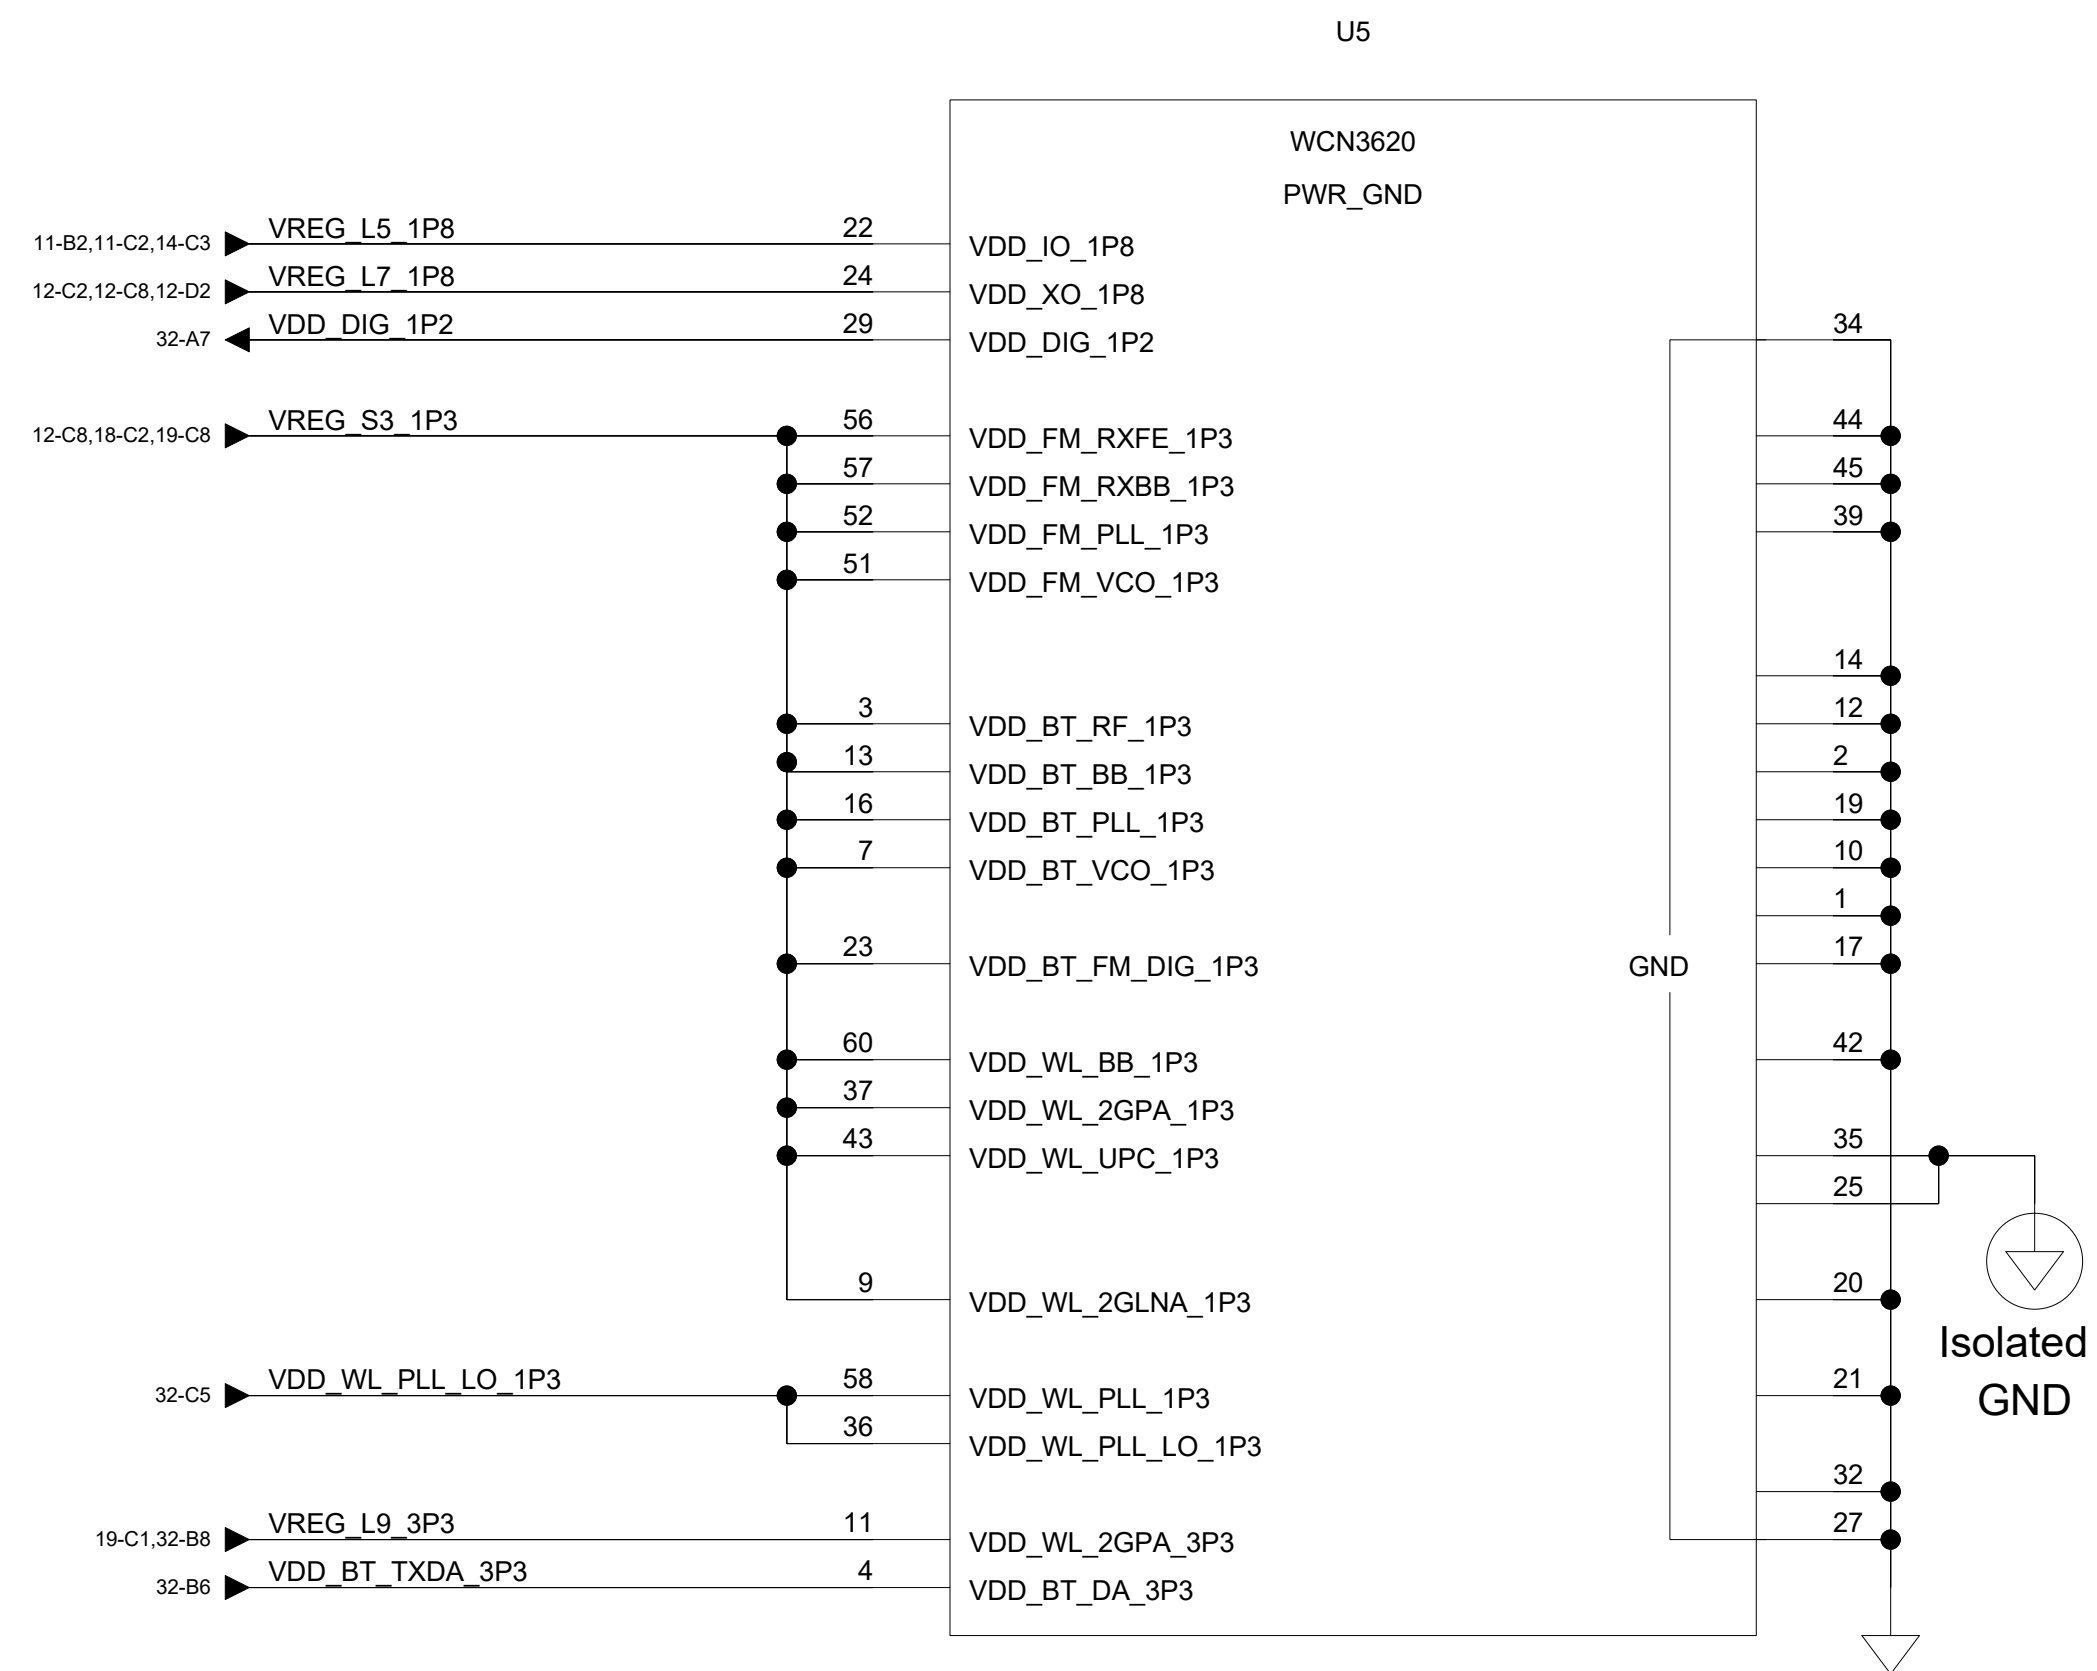 U5
WCN3620
PWR_GND
11-B2,11-C2,14-C3 VREG_L5_1P8 22 VDD_IO_1P8
12-C2,12-C8,12-D2 VREG_L7_1P8 24 VDD_XO_1P8
32-A7 VDD_DIG_1P2 29 VDD_DIG_1P2 34
12-C8,18-C2,19-C8 VREG_S3_1P3 56 VDD_FM_RXFE_1P3 44
57 VDD_FM_RXBB_1P3 45
52 VDD_FM_PLL_1P3 39
51 VDD_FM_VCO_1P3
14
3 VDD_BT_RF_1P3 12
13 VDD_BT_BB_1P3 2
16 VDD_BT_PLL_1P3 19
7 VDD_BT_VCO_1P3 10
1
23 VDD_BT_FM_DIG_1P3 GND 17
60 VDD_WL_BB_1P3 42
37 VDD_WL_2GPA_1P3
43 VDD_WL_UPC_1P3 35
25
9 VDD_WL_2GLNA_1P3 20
Isolated
GND
32-C5 VDD_WL_PLL_LO_1P3 58 VDD_WL_PLL_1P3 21
36 VDD_WL_PLL_LO_1P3
32
19-C1,32-B8 VREG_L9_3P3 11 VDD_WL_2GPA_3P3 27
32-B6 VDD_BT_TXDA_3P3 4 VDD_BT_DA_3P3